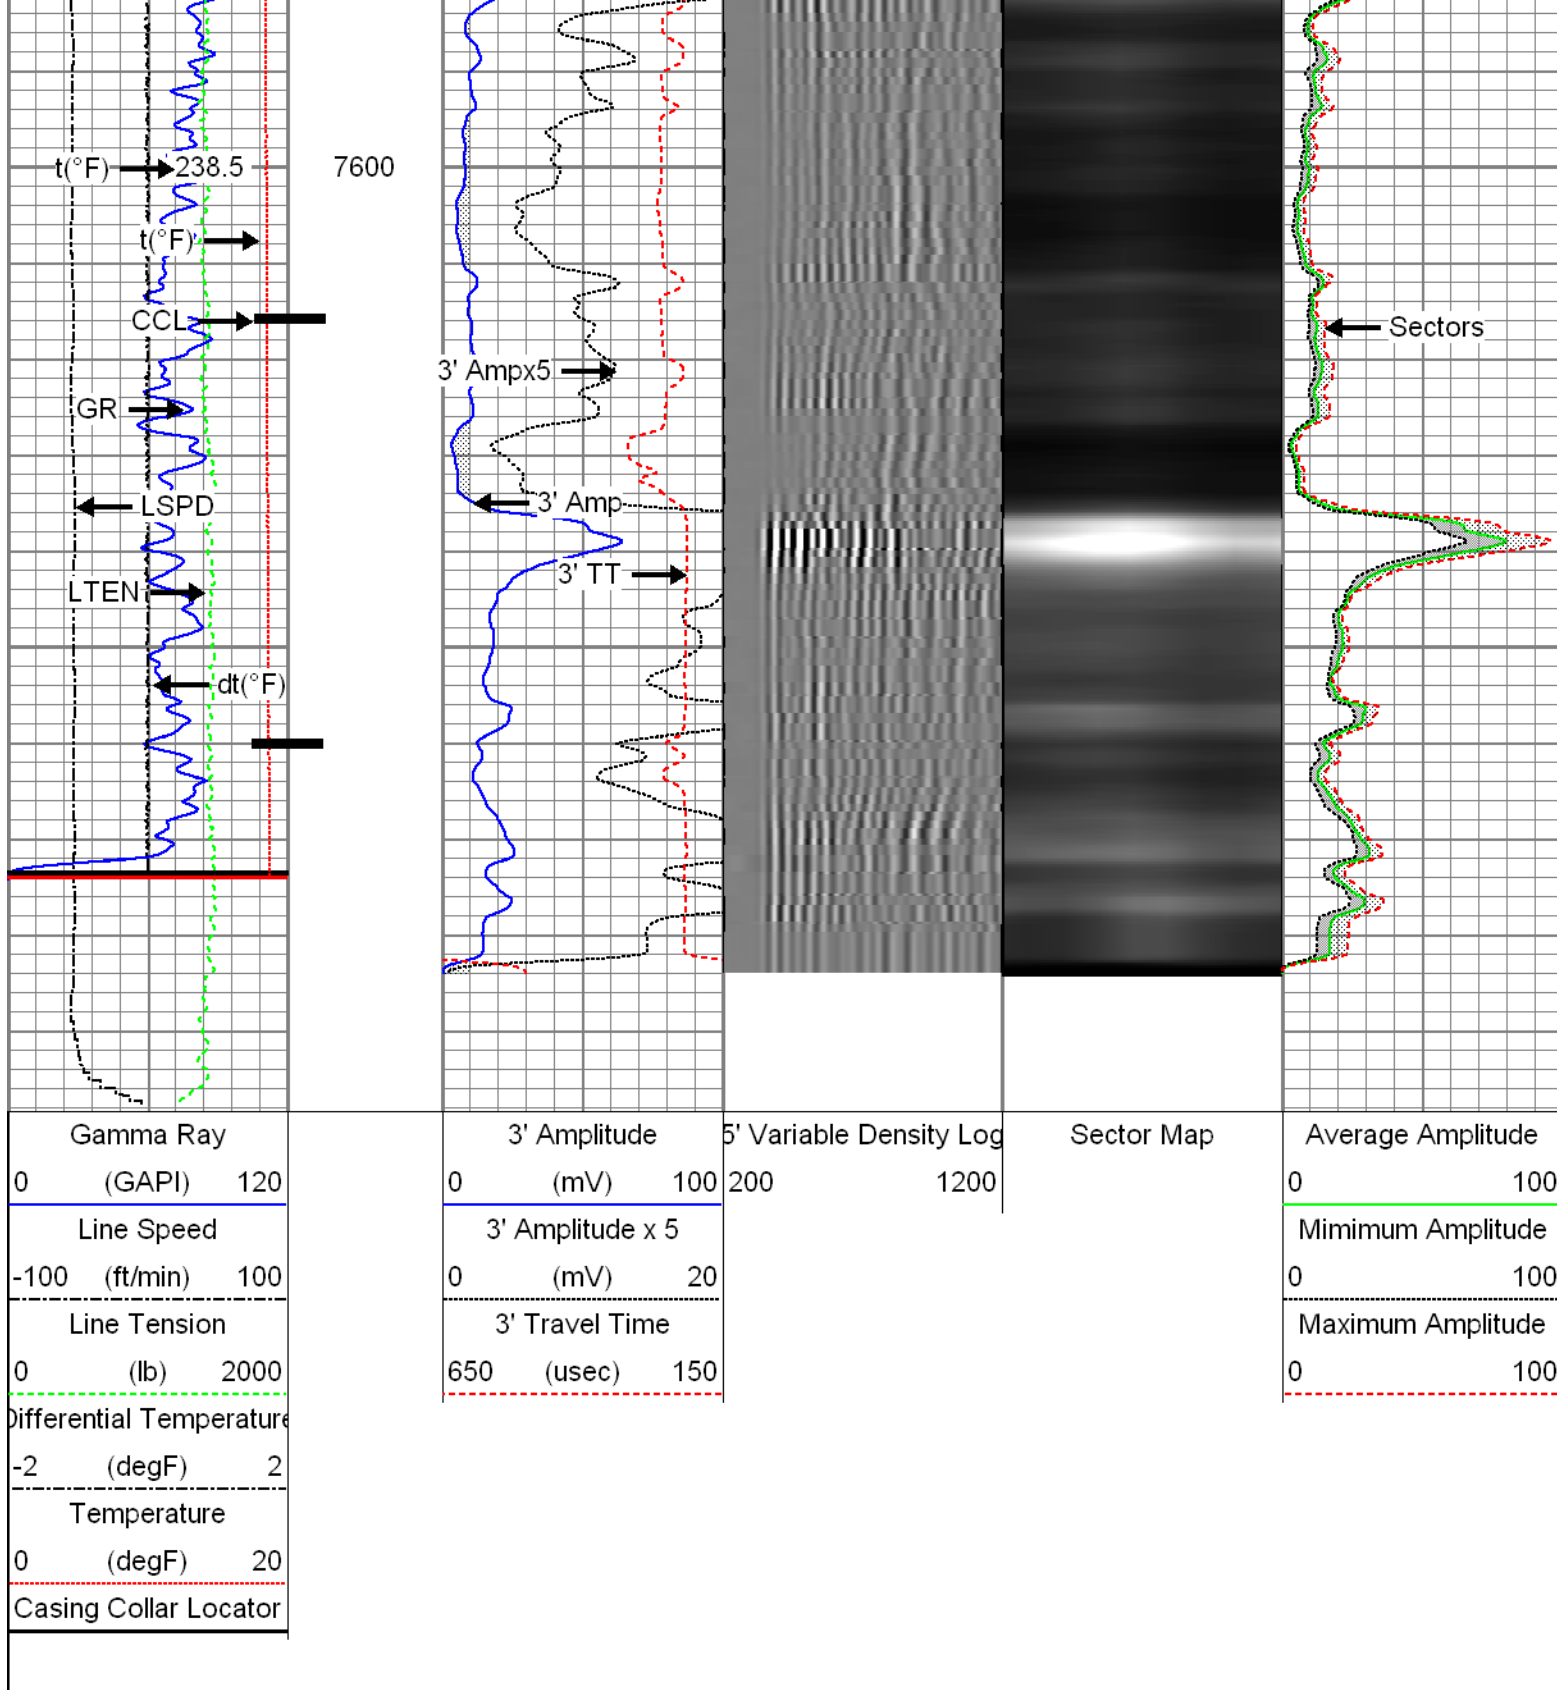 t(°F)
238.5
7600
t(°F)
CCL
Sectors
3' Ampx5
GR
3' Amp
LSPD
3' TT
LTEN
dt(°F)
Gamma Ray
0 (GAPI) 120
Line Speed
-100 (ft/min) 100
Line Tension
0 (lb) 2000
Differential Temperature
-2 (degF) 2
Temperature
0 (degF) 20
Casing Collar Locator
3' Amplitude
0 (mV) 100
3' Amplitude x 5
0 (mV) 20
3' Travel Time
650 (usec) 150
5' Variable Density Log
200 1200
Sector Map
Average Amplitude
0 100
Mimimum Amplitude
0 100
Maximum Amplitude
0 100